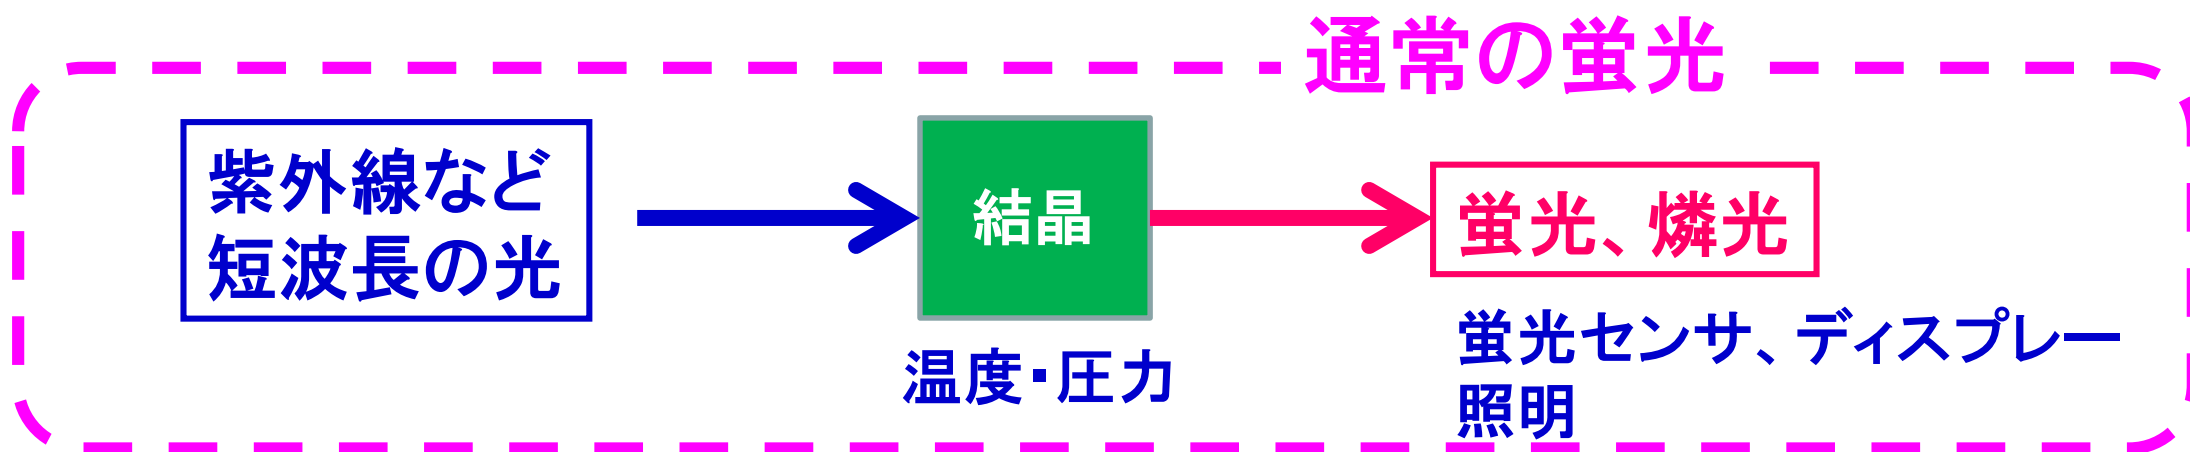 通常の蛍光
紫外線など
短波長の光
結晶
蛍光、燐光
温度・圧力
蛍光センサ、ディスプレー
照明